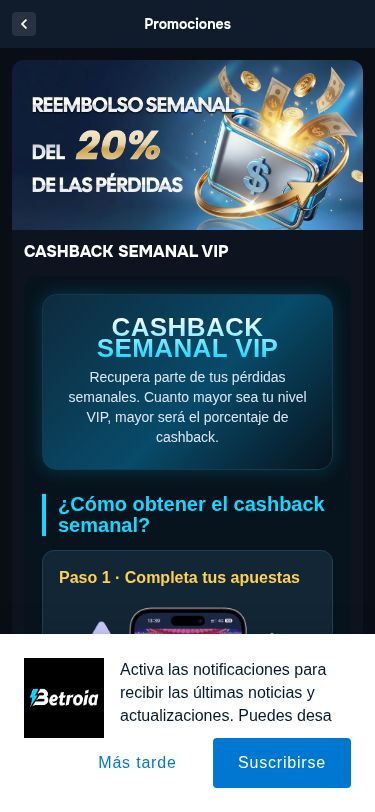 Promociones
REEMBOLSO SEMANAL
DEL 20%
DE LAS PÉRDIDAS
CASHBACK SEMANAL VIP
CASHBACK
SEMANAL VIP
Recupera parte de tus pérdidas
semanales. Cuanto mayor sea tu nivel
VIP, mayor será el porcentaje de
cashback.
¿Cómo obtener el cashback
semanal?
Paso 1 · Completa tus apuestas
13:39
4G
Betroia
Activa las notificaciones para
recibir las últimas noticias y
actualizaciones. Puedes desa
Más tarde
Suscribirse